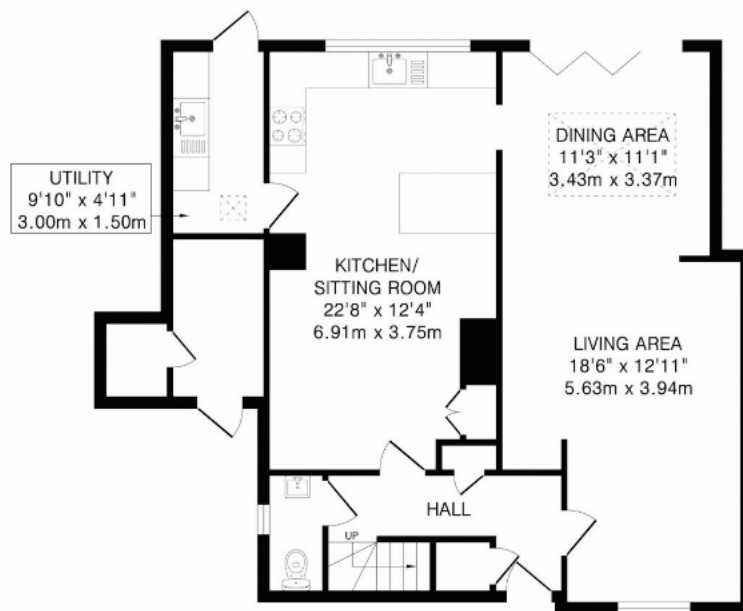 UTILITY
9'10" x 4'11"
3.00m x 1.50m
KITCHEN/
SITTING ROOM
22'8" x 12'4"
6.91m x 3.75m
DINING AREA
11'3" x 11'1"
3.43m x 3.37m
LIVING AREA
18'6" x 12'11"
5.63m x 3.94m
HALL
UP